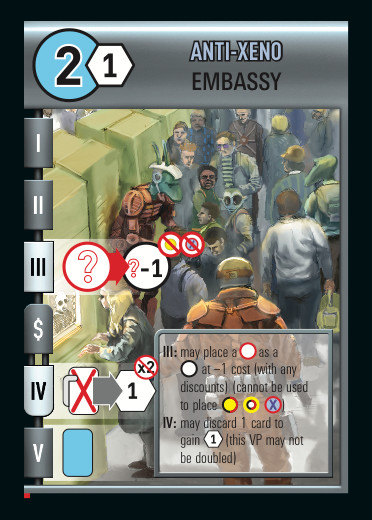 2 1
ANTI-XENO
EMBASSY
I
II
III ? ?-1
$
IV 1 x2
V
III: may place a as a
at –1 cost (with any
discounts) (cannot be used
to place X)
IV: may discard 1 card to
gain 1 (this VP may not
be doubled)